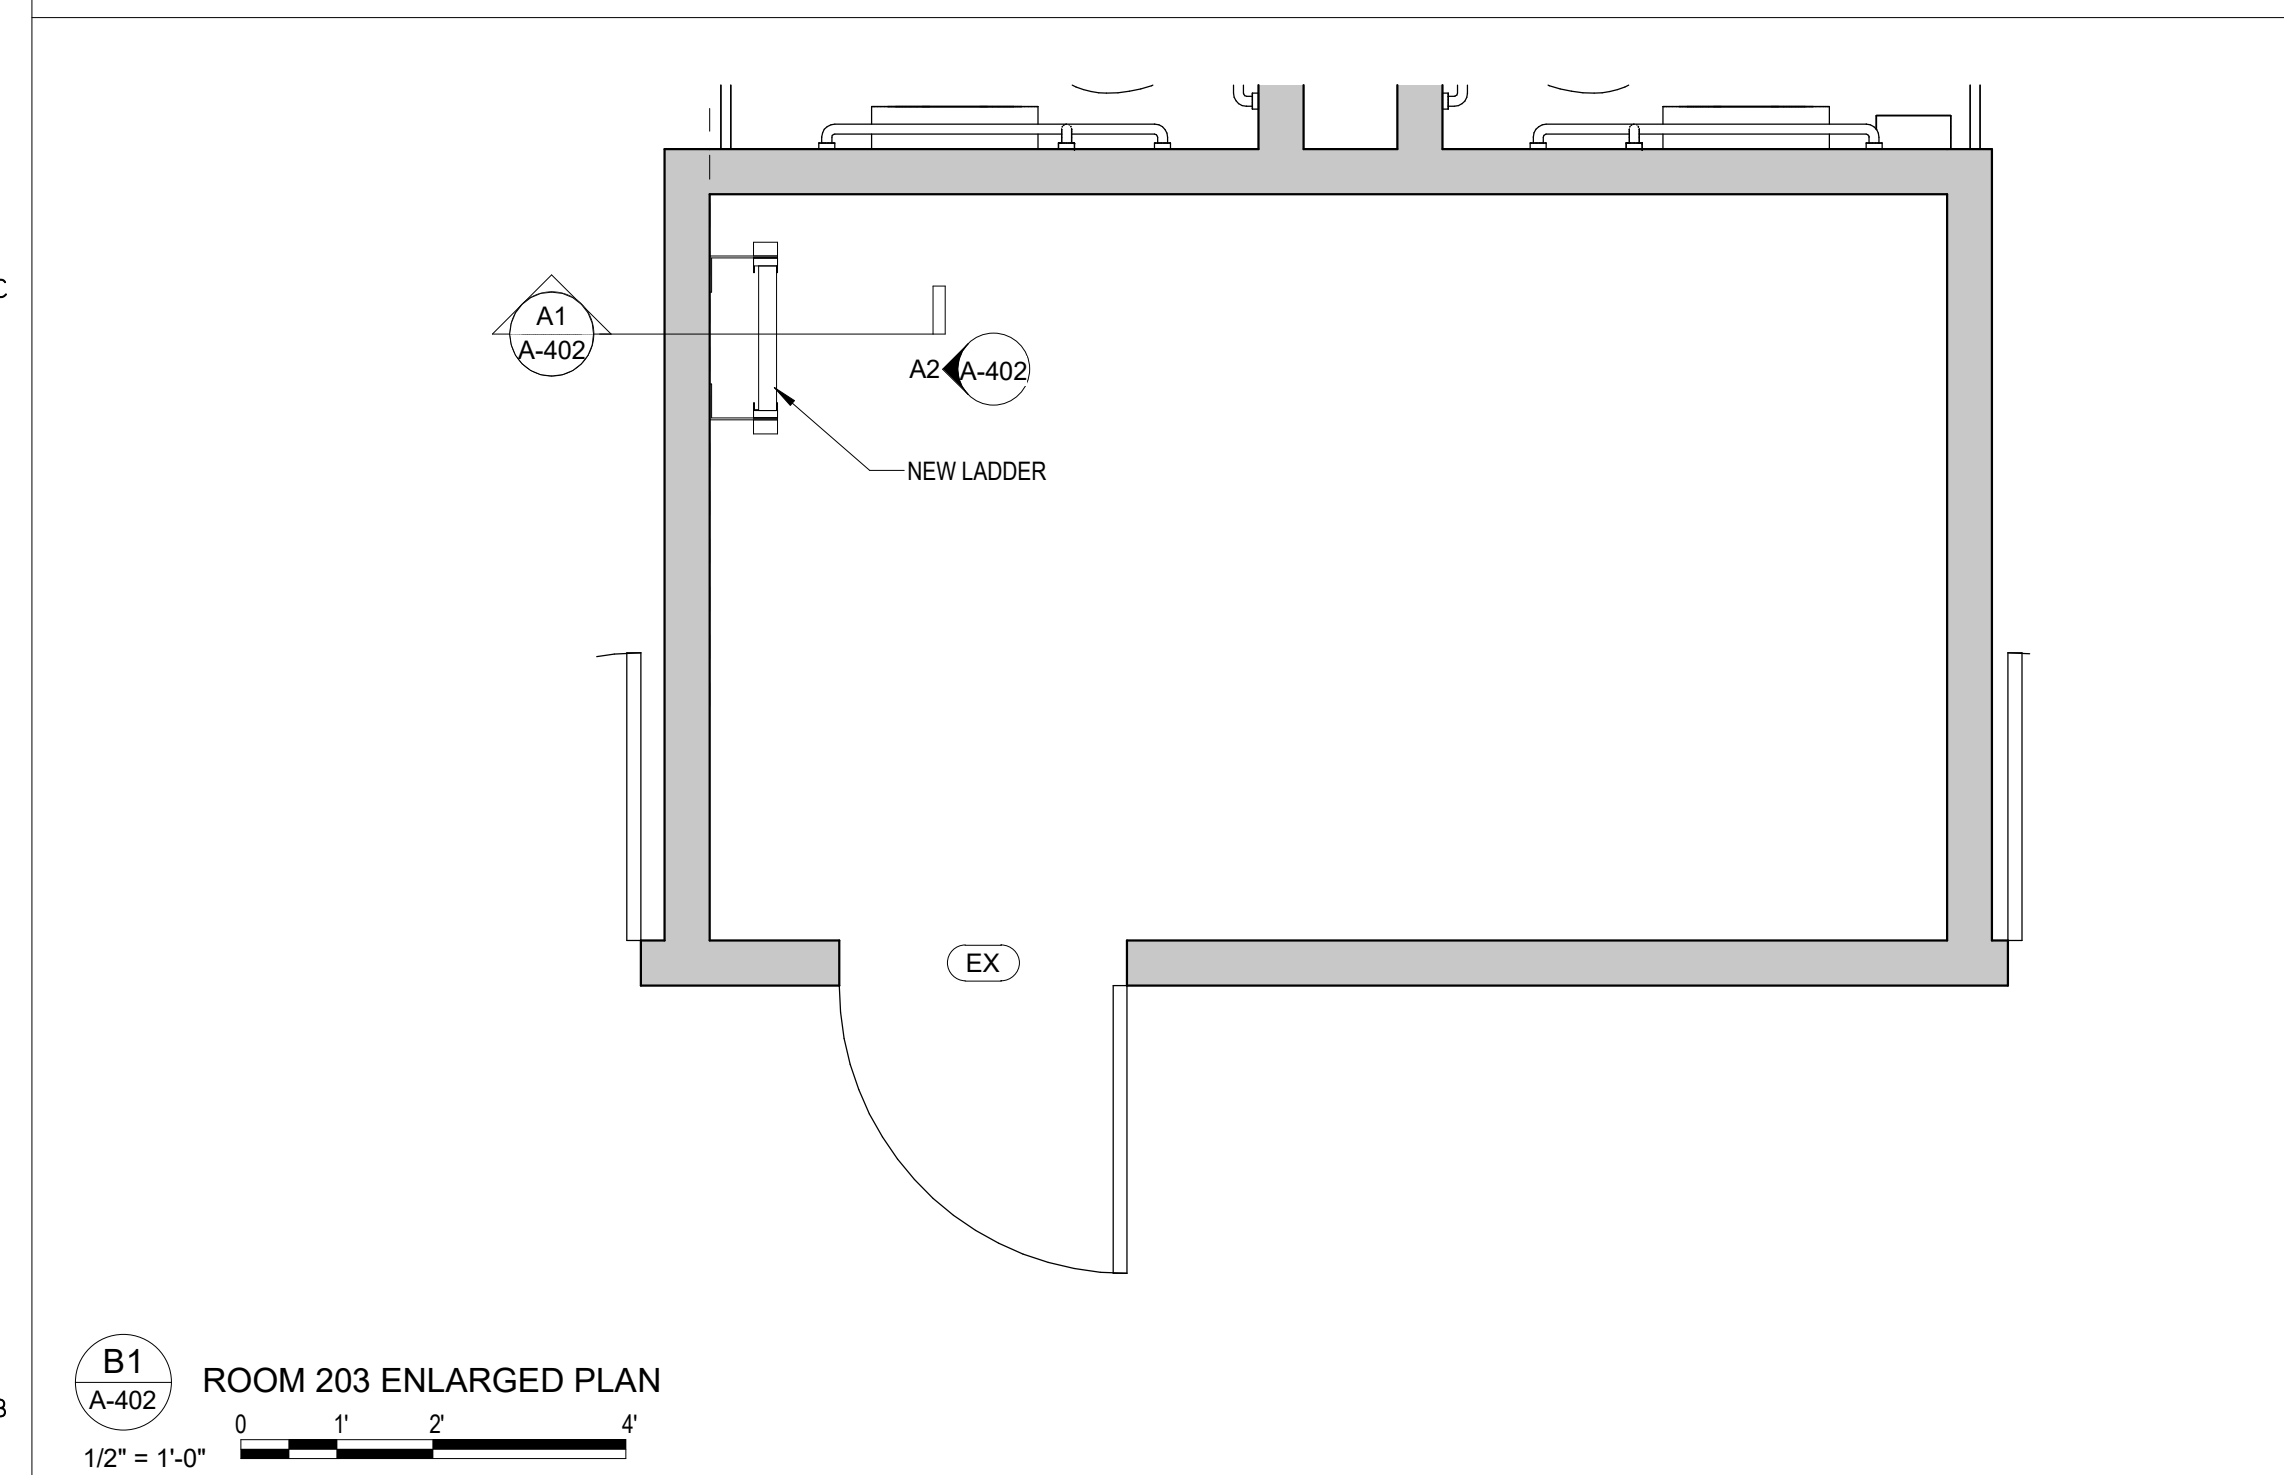 C
A1
A-402
A2
A-402
NEW LADDER
EX
B1
A-402
ROOM 203 ENLARGED PLAN
0 1' 2' 4'
1/2" = 1'-0"
B